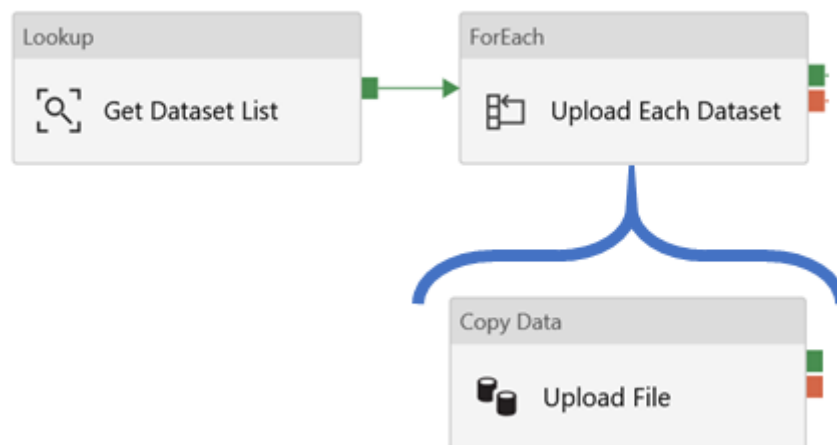 Lookup
Get Dataset List
ForEach
Upload Each Dataset
Copy Data
Upload File